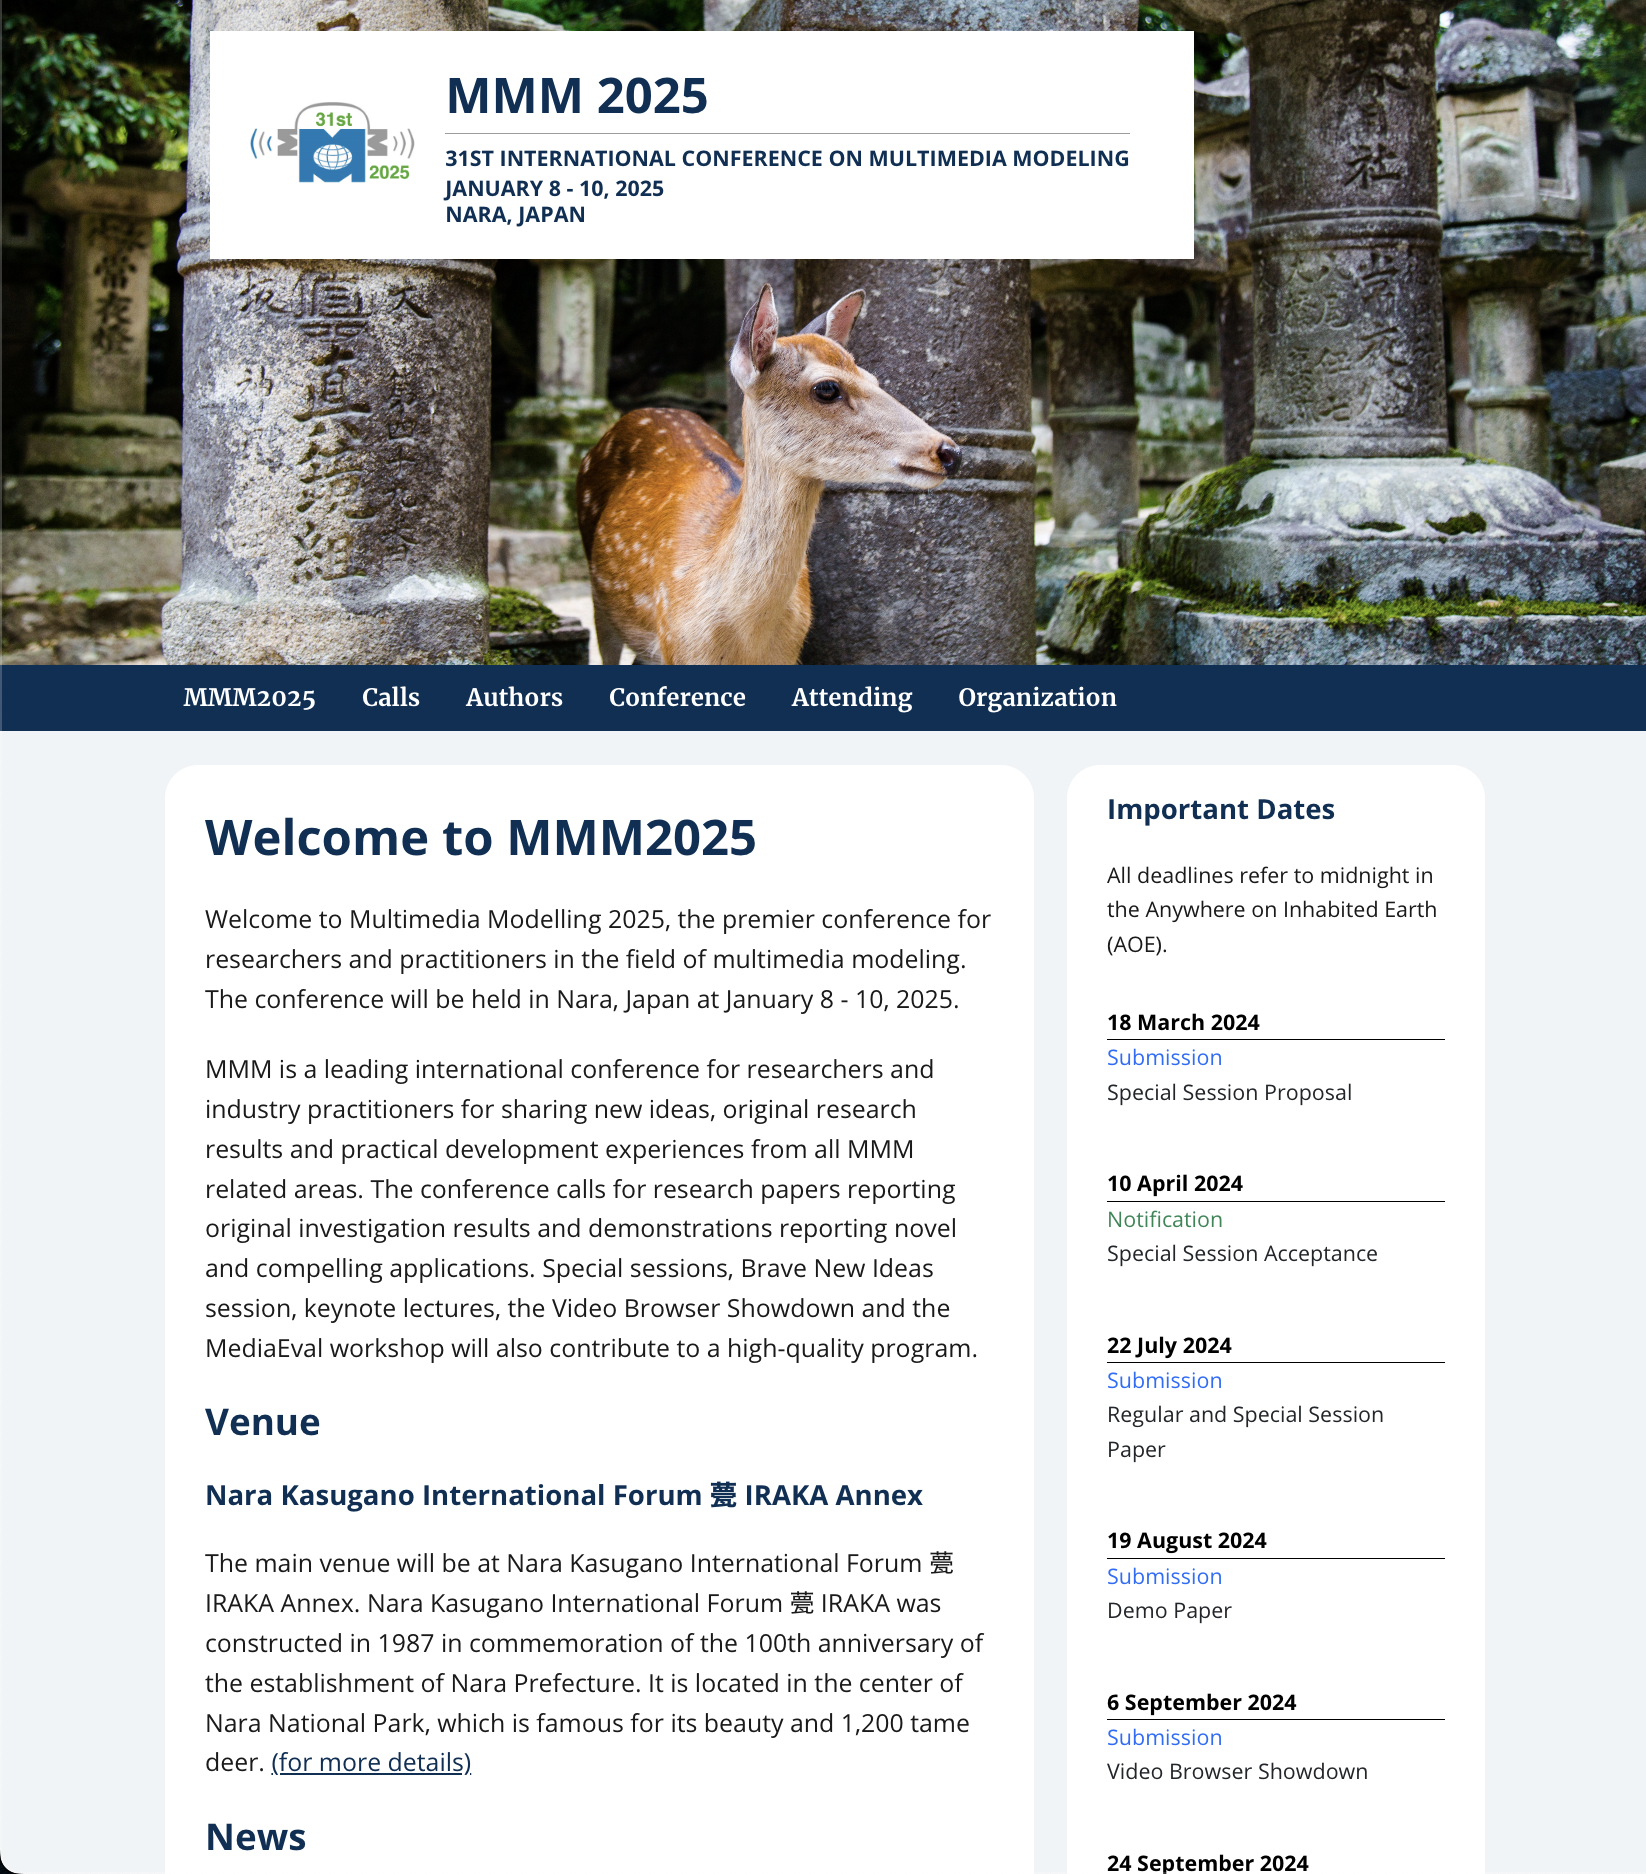 31st
2025
MMM 2025
31ST INTERNATIONAL CONFERENCE ON MULTIMEDIA MODELING
JANUARY 8 - 10, 2025
NARA, JAPAN
MMM2025 Calls Authors Conference Attending Organization
Welcome to MMM2025
Welcome to Multimedia Modelling 2025, the premier conference for
researchers and practitioners in the field of multimedia modeling.
The conference will be held in Nara, Japan at January 8 - 10, 2025.
MMM is a leading international conference for researchers and
industry practitioners for sharing new ideas, original research
results and practical development experiences from all MMM
related areas. The conference calls for research papers reporting
original investigation results and demonstrations reporting novel
and compelling applications. Special sessions, Brave New Ideas
session, keynote lectures, the Video Browser Showdown and the
MediaEval workshop will also contribute to a high-quality program.
Venue
Nara Kasugano International Forum 甍 IRAKA Annex
The main venue will be at Nara Kasugano International Forum 甍
IRAKA Annex. Nara Kasugano International Forum 甍 IRAKA was
constructed in 1987 in commemoration of the 100th anniversary of
the establishment of Nara Prefecture. It is located in the center of
Nara National Park, which is famous for its beauty and 1,200 tame
deer. (for more details)
News
Important Dates
All deadlines refer to midnight in
the Anywhere on Inhabited Earth
(AOE).
18 March 2024
Submission
Special Session Proposal
10 April 2024
Notification
Special Session Acceptance
22 July 2024
Submission
Regular and Special Session
Paper
19 August 2024
Submission
Demo Paper
6 September 2024
Submission
Video Browser Showdown
24 September 2024